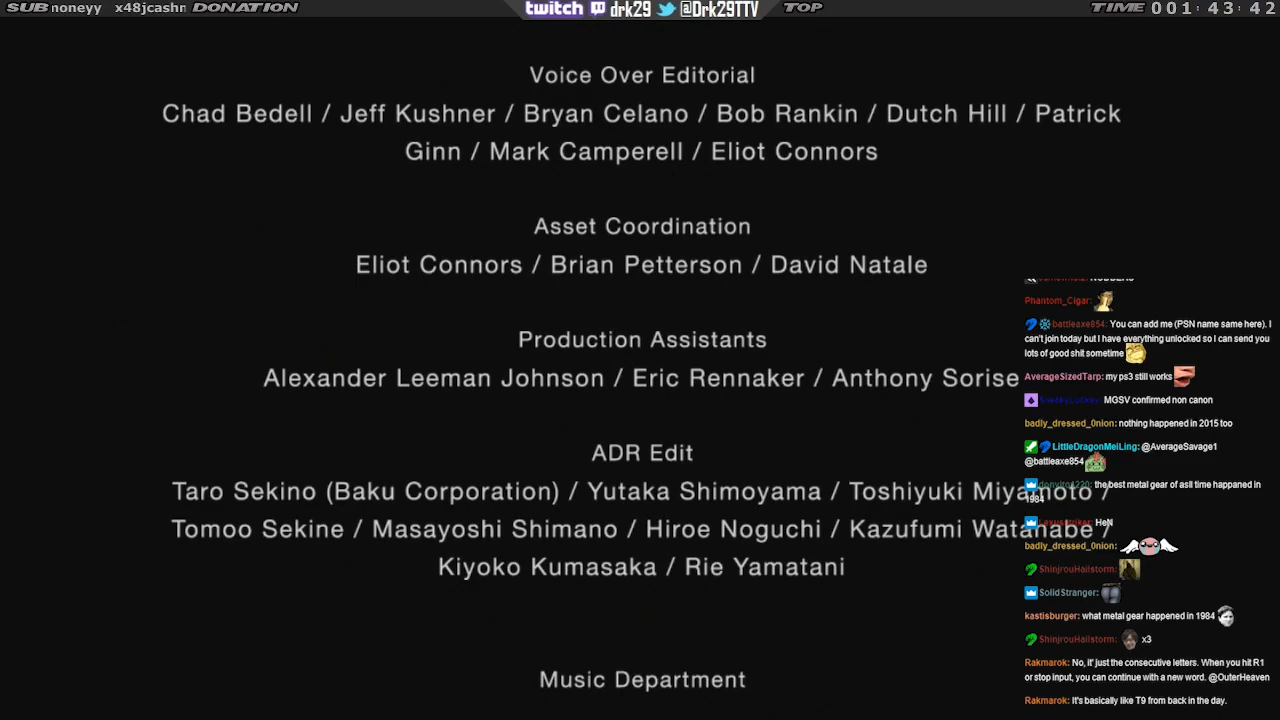 SUB noneyy x48jcashr DONATION
twitch drk29 @Drk29TTV
TOP
TIME 001:43:42
Voice Over Editorial
Chad Bedell / Jeff Kushner / Bryan Celano / Bob Rankin / Dutch Hill / Patrick
Ginn / Mark Camperell / Eliot Connors
Asset Coordination
Eliot Connors / Brian Petterson / David Natale
Production Assistants
Alexander Leeman Johnson / Eric Rennaker / Anthony Sorise
ADR Edit
Taro Sekino (Baku Corporation) / Yutaka Shimoyama / Toshiyuki Miyamoto /
Tomoo Sekine / Masayoshi Shimano / Hiroe Noguchi / Kazufumi Watanabe /
Kiyoko Kumasaka / Rie Yamatani
Music Department
Phantom_Cigar:
battleaxe854: You can add me (PSN name same here). I
can't join today but I have everything unlocked so I can send you
lots of good shit sometime
AverageSizedTarp: my ps3 still works
MGSV confirmed non canon
badly_dressed_0nion: nothing happened in 2015 too
LittleDragonMeiLing: @AverageSavage1
@battleaxe854
the best metal gear of asll time happened in
1984
HeN
badly_dressed_0nion:
ShinjrouHailstorm:
SolidStranger:
kastisburger: what metal gear happened in 1984
ShinjrouHailstorm: x3
Rakmarok: No, it' just the consecutive letters. When you hit R1
or stop input, you can continue with a new word. @OuterHeaven
Rakmarok: It's basically like T9 from back in the day.